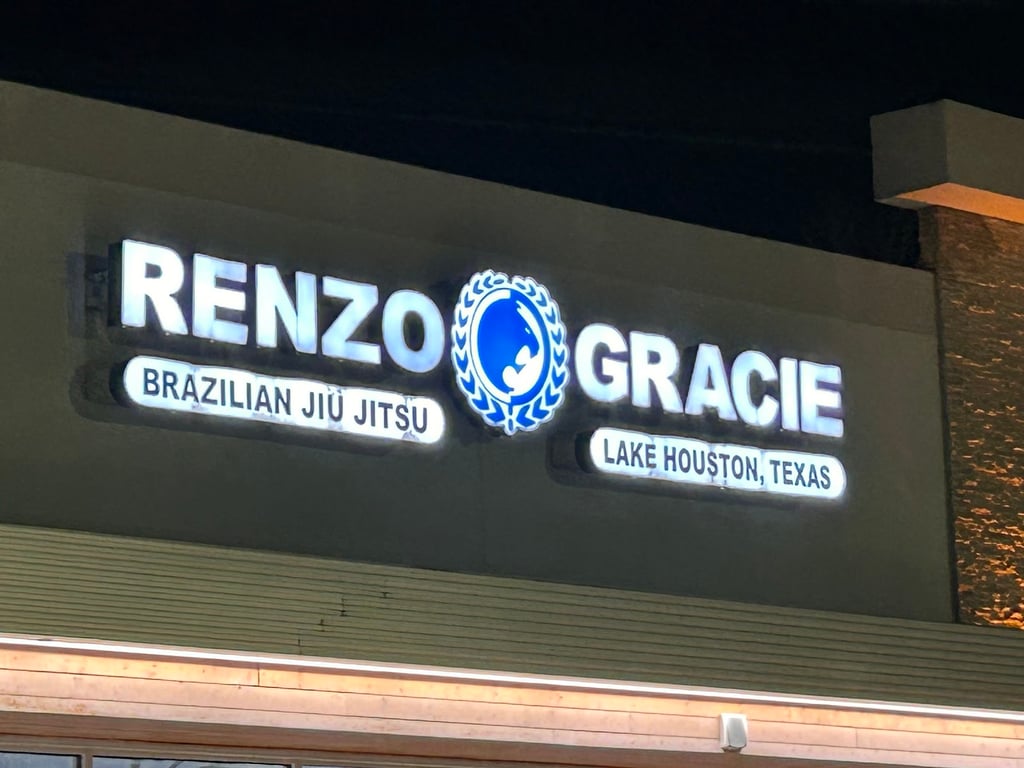 RENZO GRACIE
BRAZILIAN JIU JITSU
LAKE HOUSTON, TEXAS